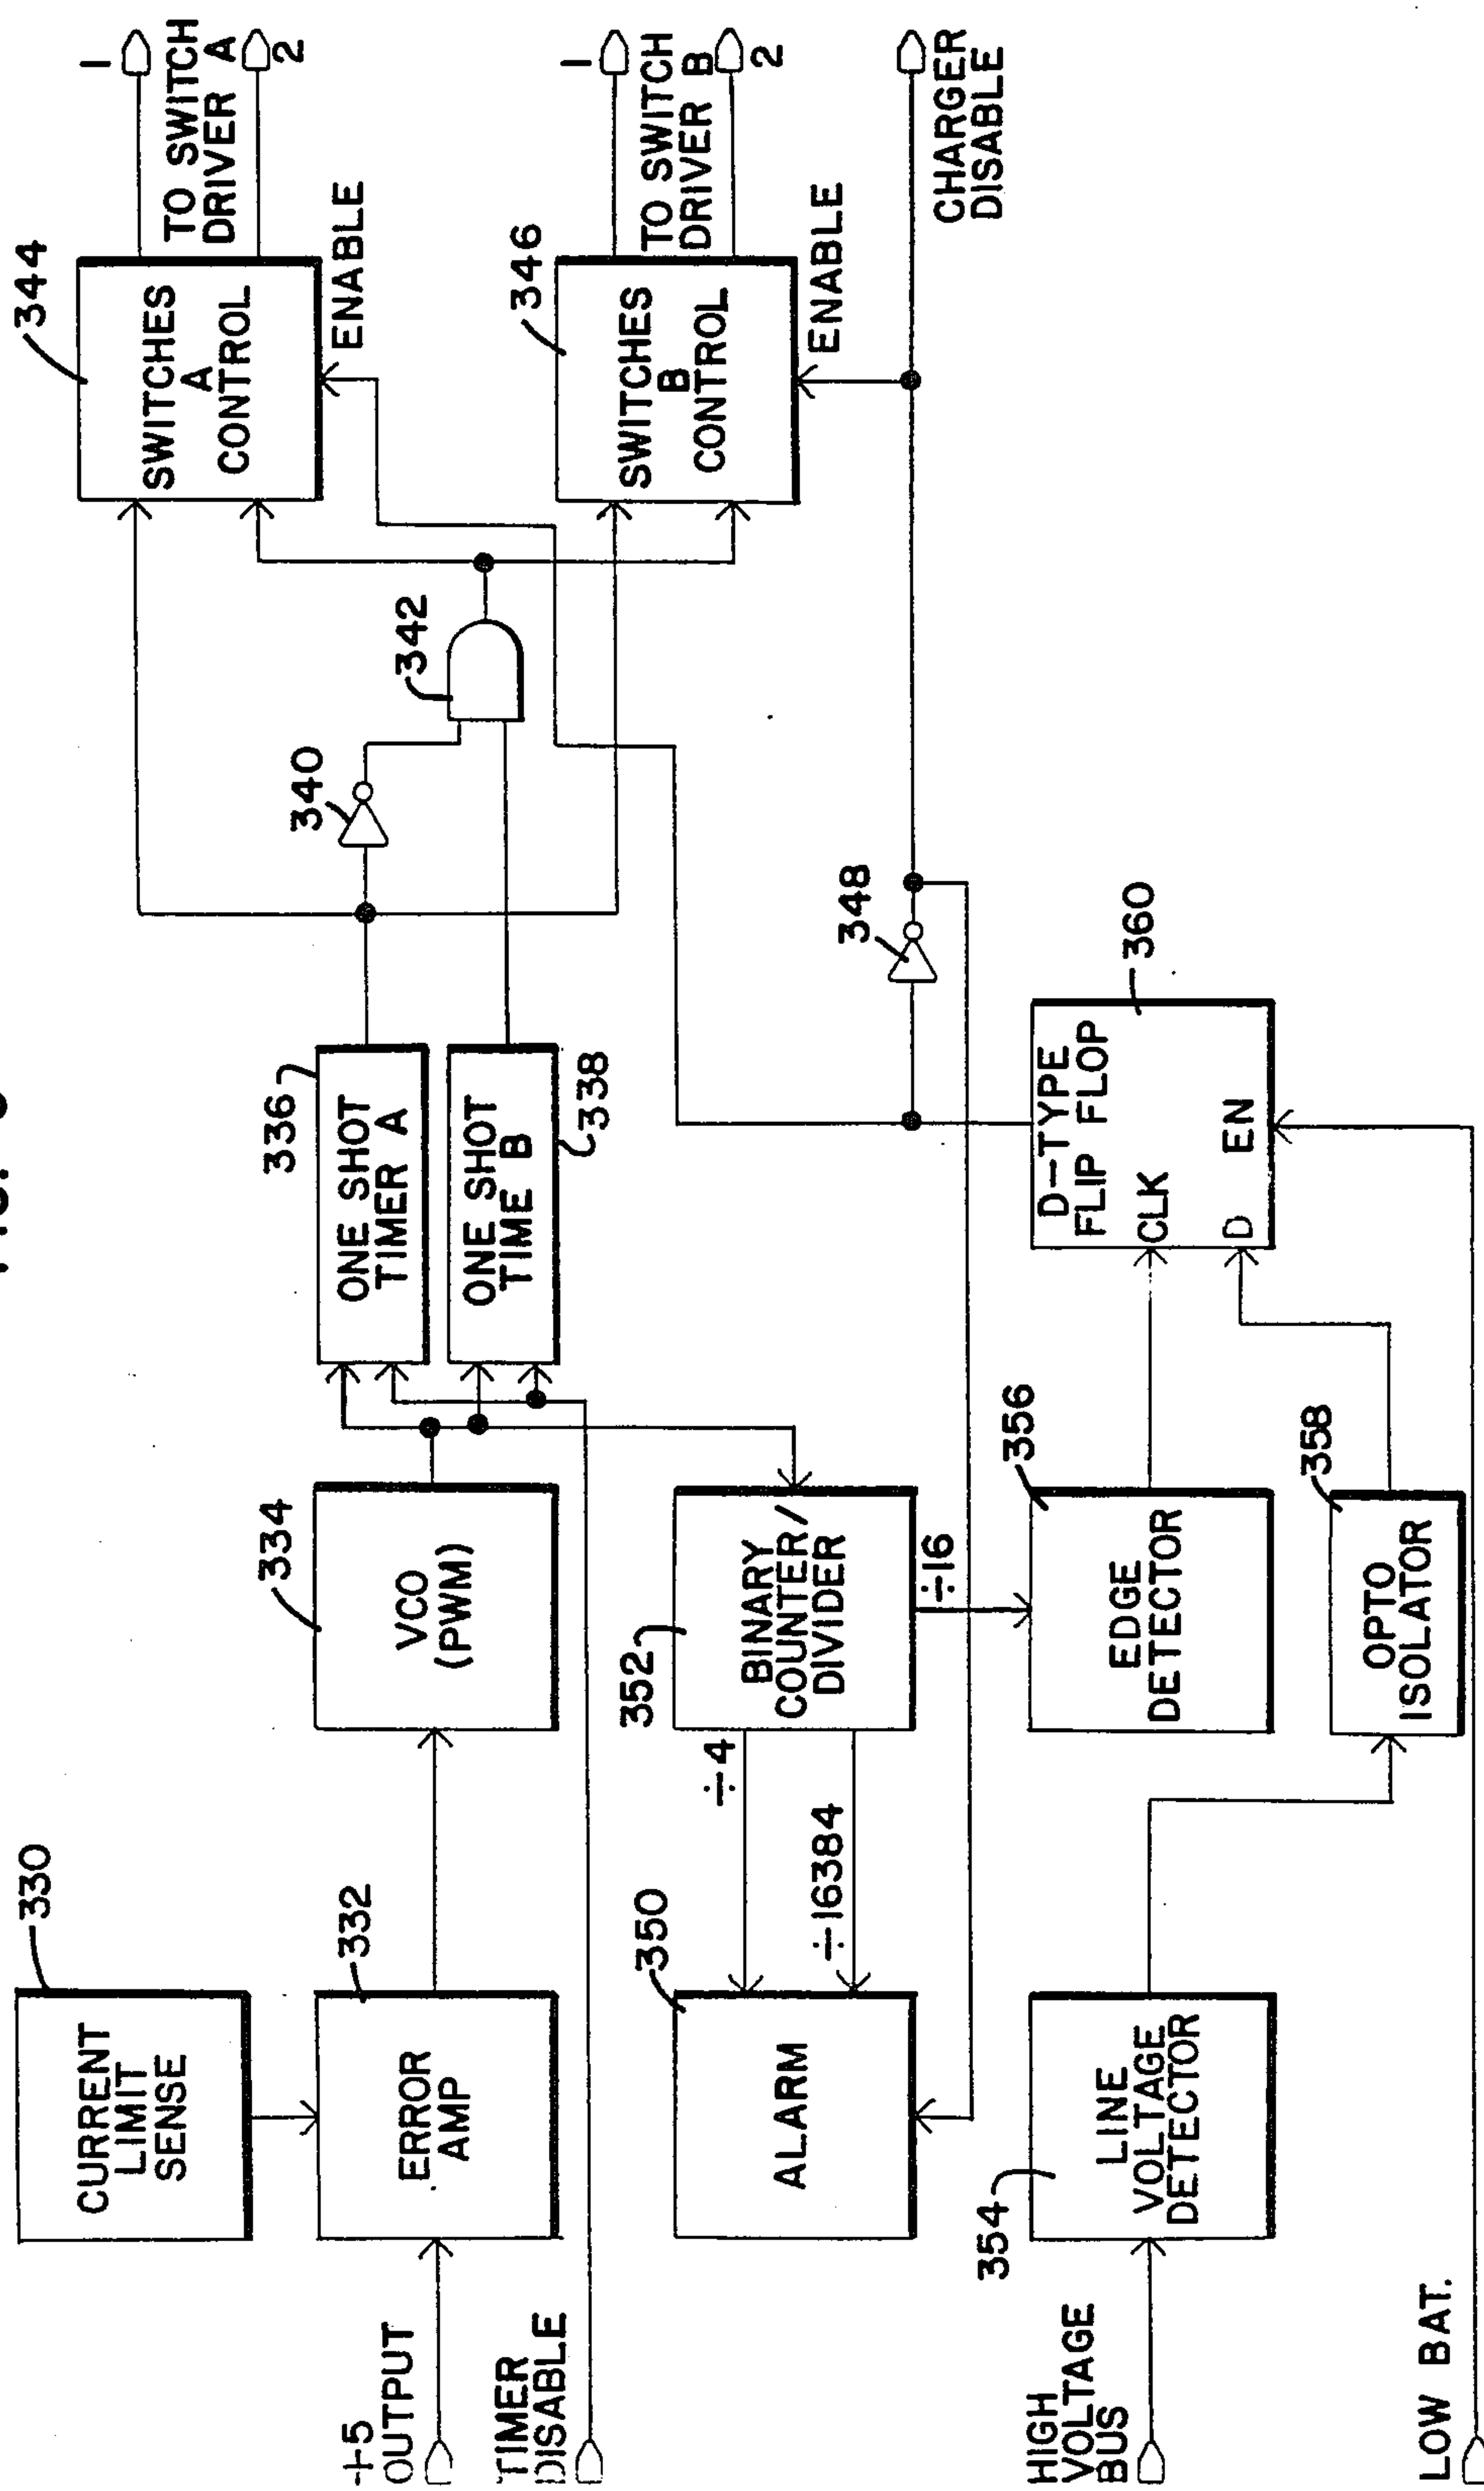 330
CURRENT
LIMIT
SENSE
+5
OUTPUT
332
ERROR
AMP
TIMER
DISABLE
334
VCO
(PWM)
336
ONE SHOT
TIMER A
ONE SHOT
TIME B
338
340
342
344
SWITCHES
A
CONTROL
ENABLE
1
TO SWITCH
DRIVER A
2
346
SWITCHES
B
CONTROL
ENABLE
1
TO SWITCH
DRIVER B
2
350
ALARM
÷4
÷16384
352
BINARY
COUNTER/
DIVIDER
÷16
348
CHARGER
DISABLE
HIGH
VOLTAGE
BUS
354
LINE
VOLTAGE
DETECTOR
356
EDGE
DETECTOR
358
OPTO
ISOLATOR
360
D-TYPE
FLIP FLOP
CLK
D EN
LOW BAT.